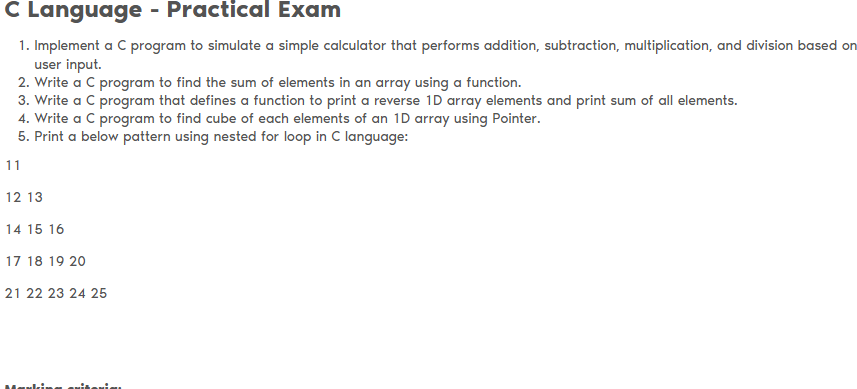 C Language - Practical Exam
1. Implement a C program to simulate a simple calculator that performs addition, subtraction, multiplication, and division based on
user input.
2. Write a C program to find the sum of elements in an array using a function.
3. Write a C program that defines a function to print a reverse 1D array elements and print sum of all elements.
4. Write a C program to find cube of each elements of an 1D array using Pointer.
5. Print a below pattern using nested for loop in C language:
11
12 13
14 15 16
17 18 19 20
21 22 23 24 25
Marking criteria: